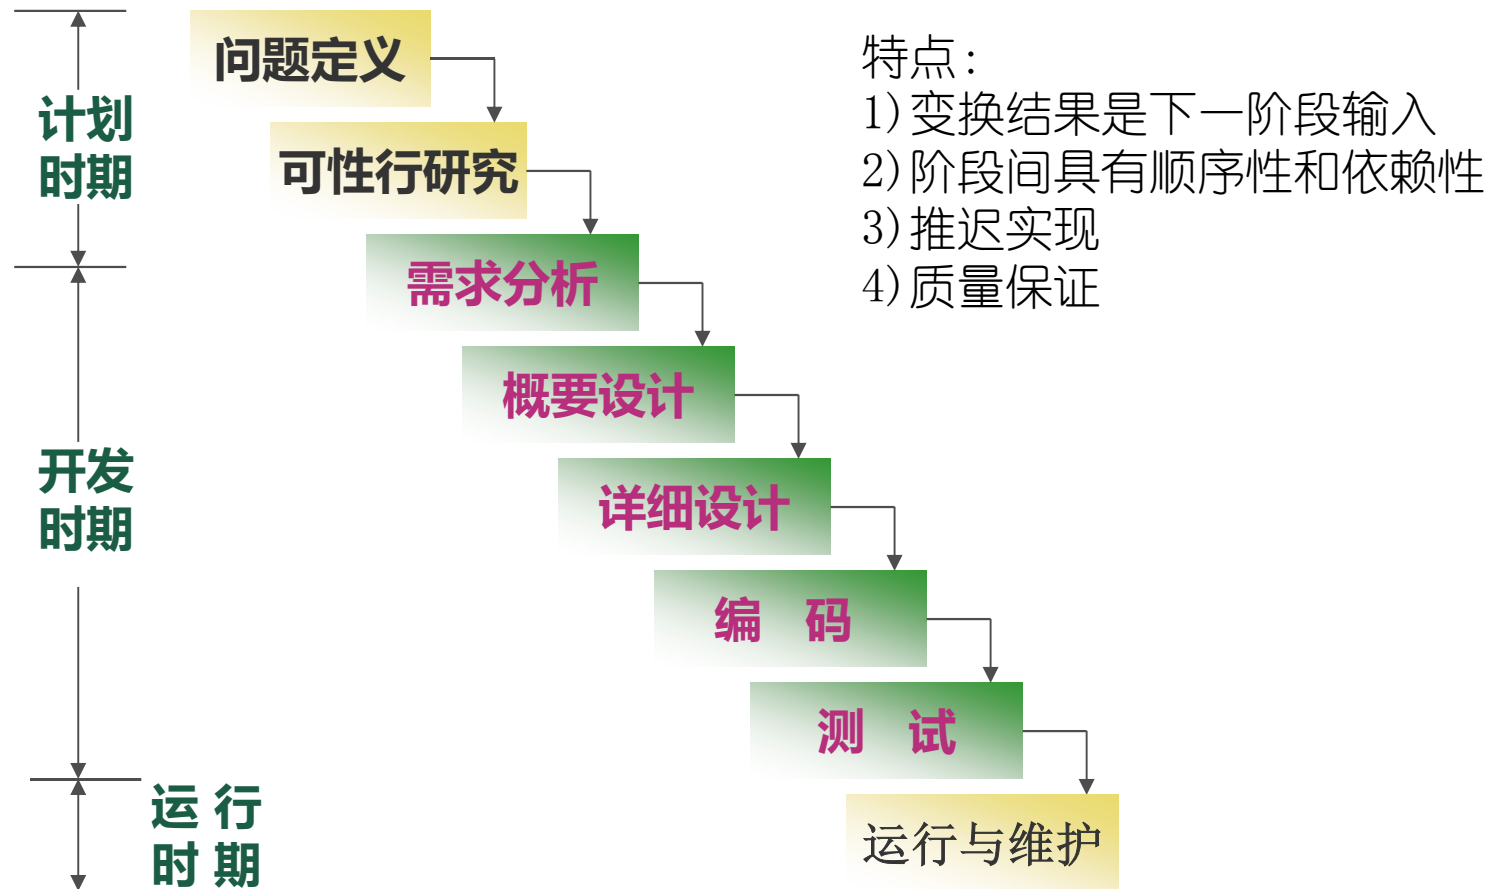 计划
时期
开发
时期
运 行
时 期
问题定义
可性行研究
需求分析
概要设计
详细设计
编 码
测 试
运行与维护
特点:
1)变换结果是下一阶段输入
2)阶段间具有顺序性和依赖性
3)推迟实现
4)质量保证